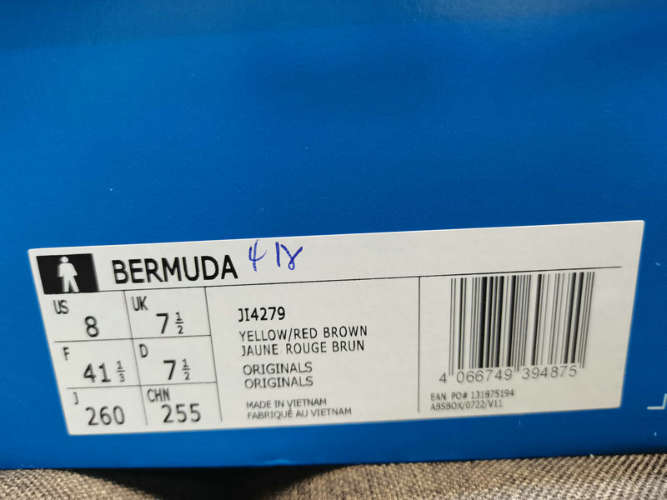 BERMUDA 418
US 8 UK 7 1/2
F 41 1/3 D 7 1/2
J 260 CHN 255
JI4279
YELLOW/RED BROWN
JAUNE ROUGE BRUN
ORIGINALS
ORIGINALS
MADE IN VIETNAM
FABRIQUÉ AU VIETNAM
4 066749 394875
EAN PO# 131875194
ABSBOX/0722/V11